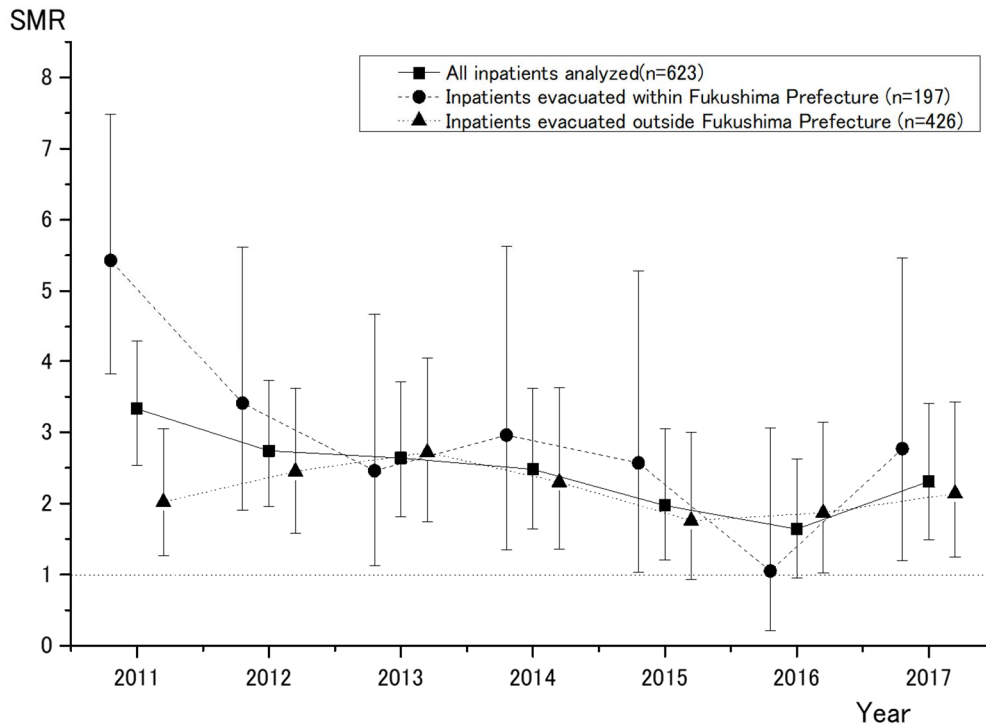 SMR
All inpatients analyzed(n=623)
Inpatients evacuated within Fukushima Prefecture (n=197)
Inpatients evacuated outside Fukushima Prefecture (n=426)
8
7
6
5
4
3
2
1
0
2011 2012 2013 2014 2015 2016 2017
Year